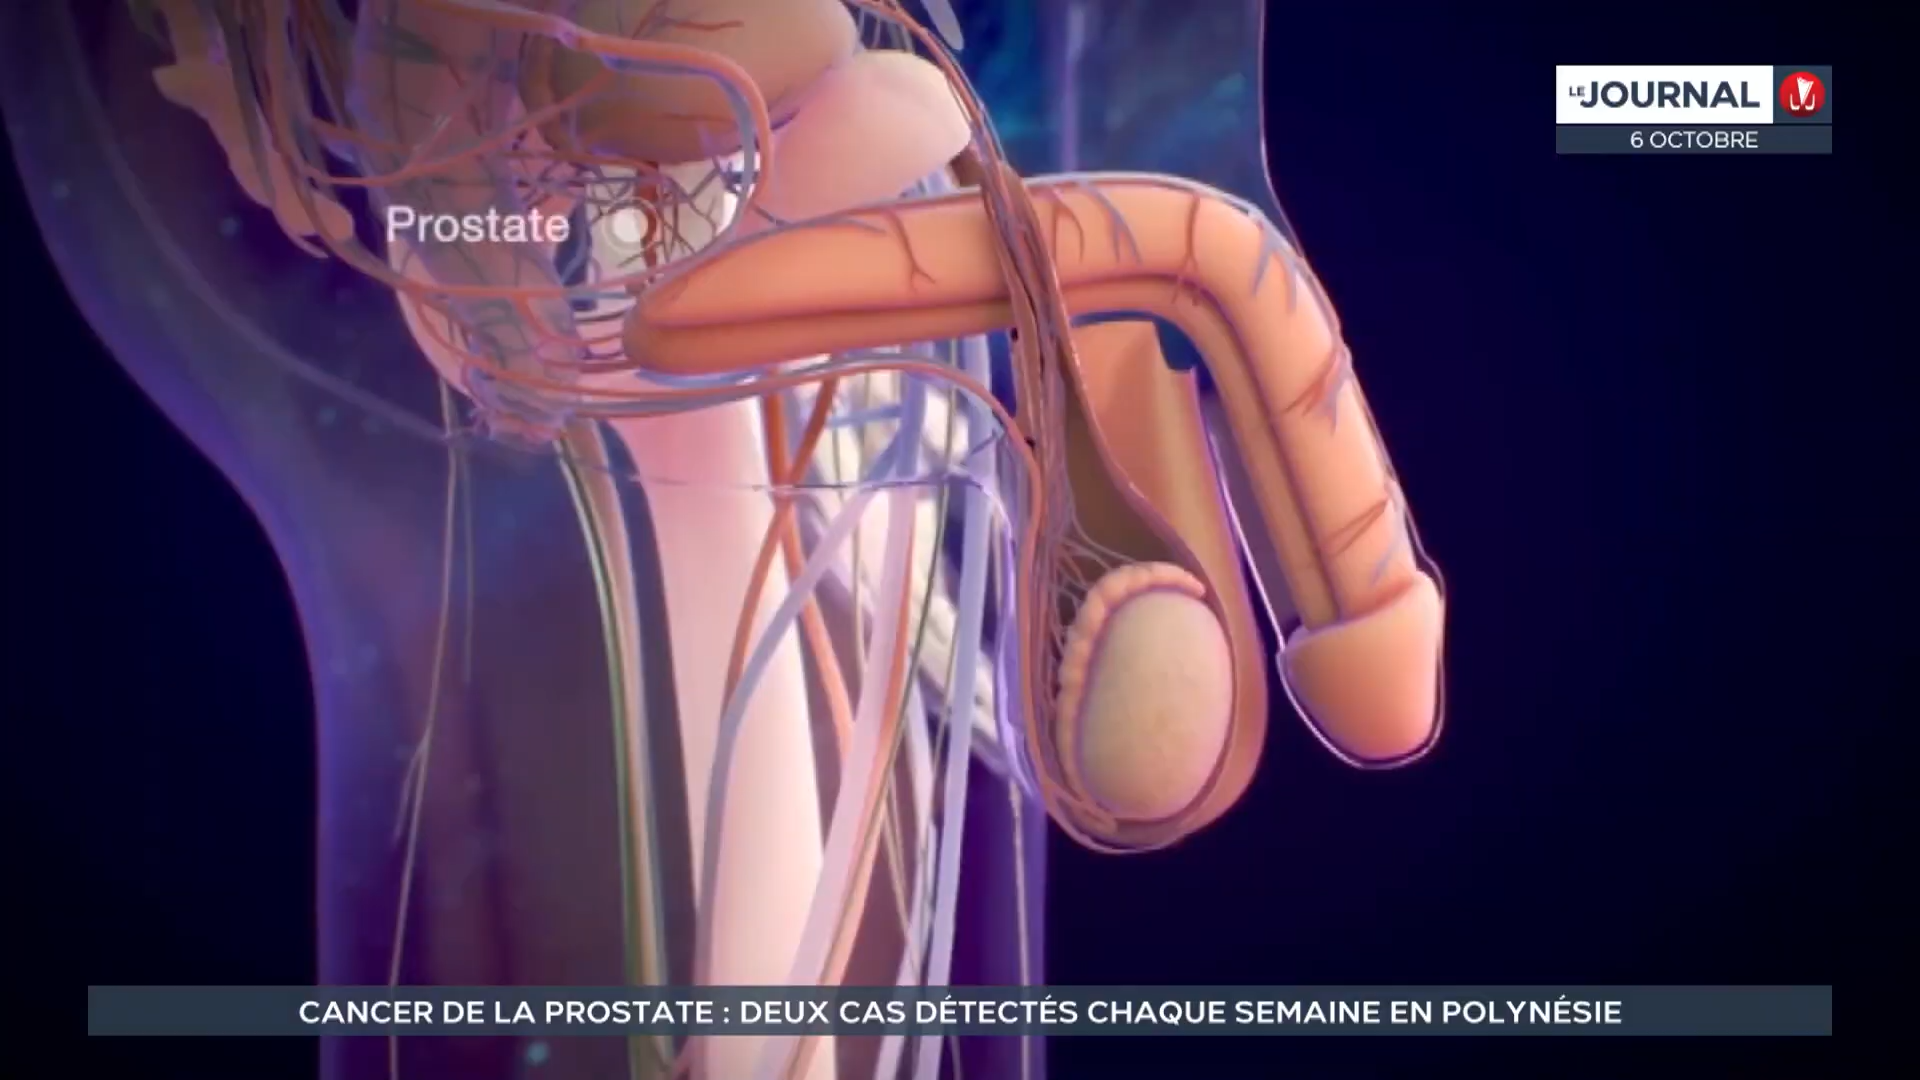 LE JOURNAL
6 OCTOBRE
Prostate
CANCER DE LA PROSTATE : DEUX CAS DÉTECTÉS CHAQUE SEMAINE EN POLYNÉSIE